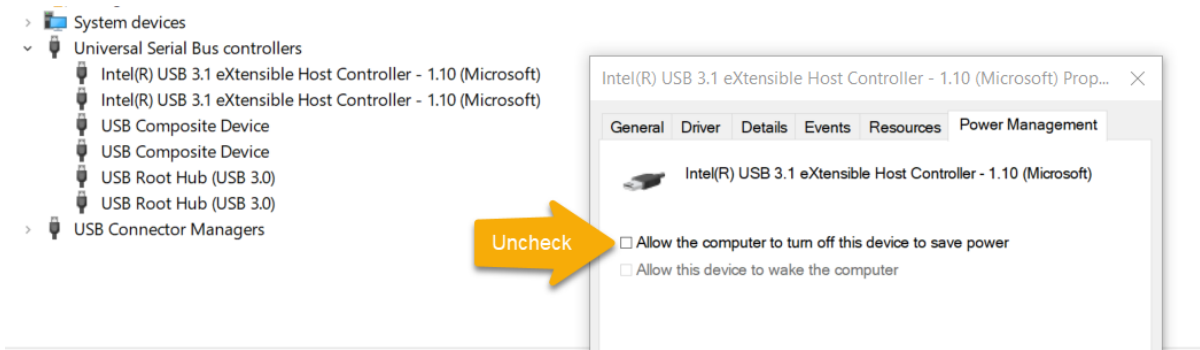 System devices
Universal Serial Bus controllers
Intel(R) USB 3.1 eXtensible Host Controller - 1.10 (Microsoft)
Intel(R) USB 3.1 eXtensible Host Controller - 1.10 (Microsoft)
USB Composite Device
USB Composite Device
USB Root Hub (USB 3.0)
USB Root Hub (USB 3.0)
USB Connector Managers
Uncheck
Intel(R) USB 3.1 eXtensible Host Controller - 1.10 (Microsoft) Prop...
General Driver Details Events Resources Power Management
Intel(R) USB 3.1 eXtensible Host Controller - 1.10 (Microsoft)
Allow the computer to turn off this device to save power
Allow this device to wake the computer